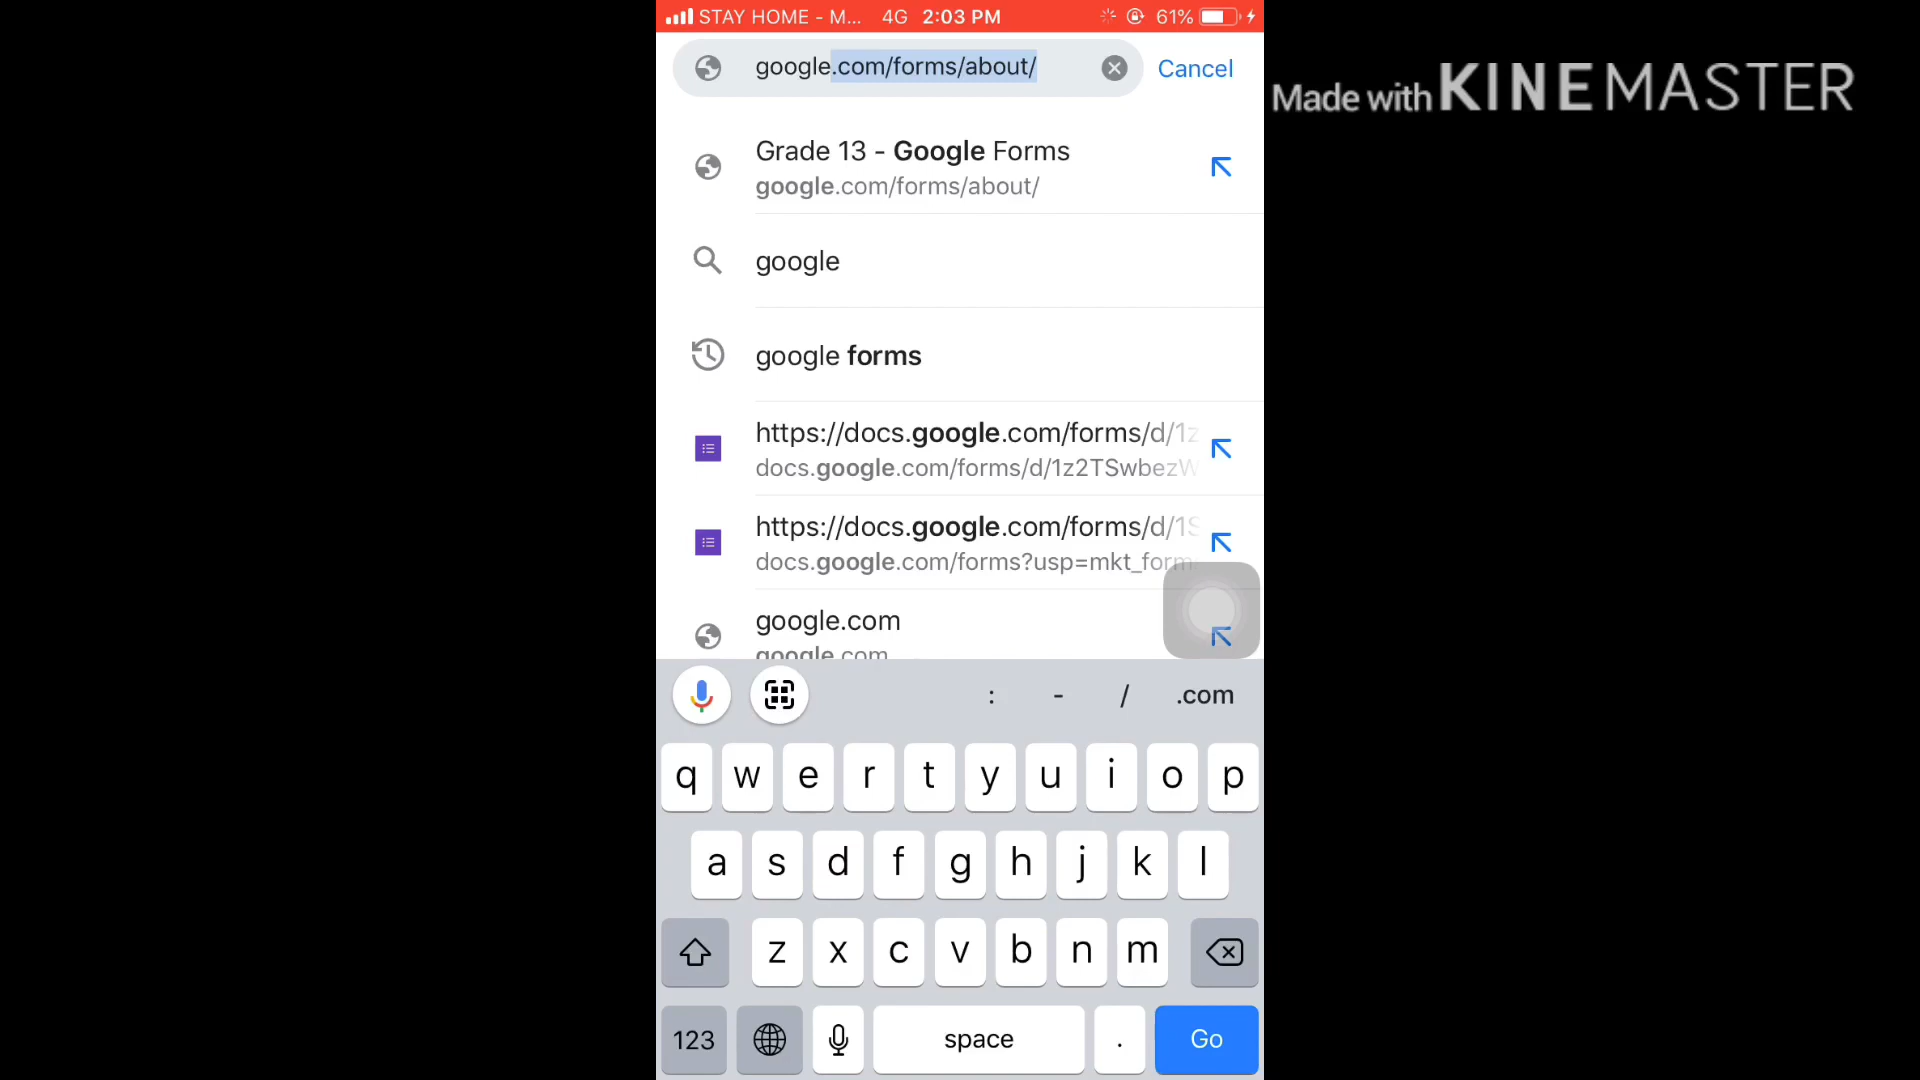 STAY HOME - M... 4G 2:03 PM 61%
google.com/forms/about/ Cancel
Made with KINEMASTER
Grade 13 - Google Forms
google.com/forms/about/
google
google forms
https://docs.google.com/forms/d/1z
docs.google.com/forms/d/1z2TSwbezW
https://docs.google.com/forms/d/1S
docs.google.com/forms?usp=mkt_form
google.com
google.com
: - / .com
q w e r t y u i o p
a s d f g h j k l
z x c v b n m
123 space . Go